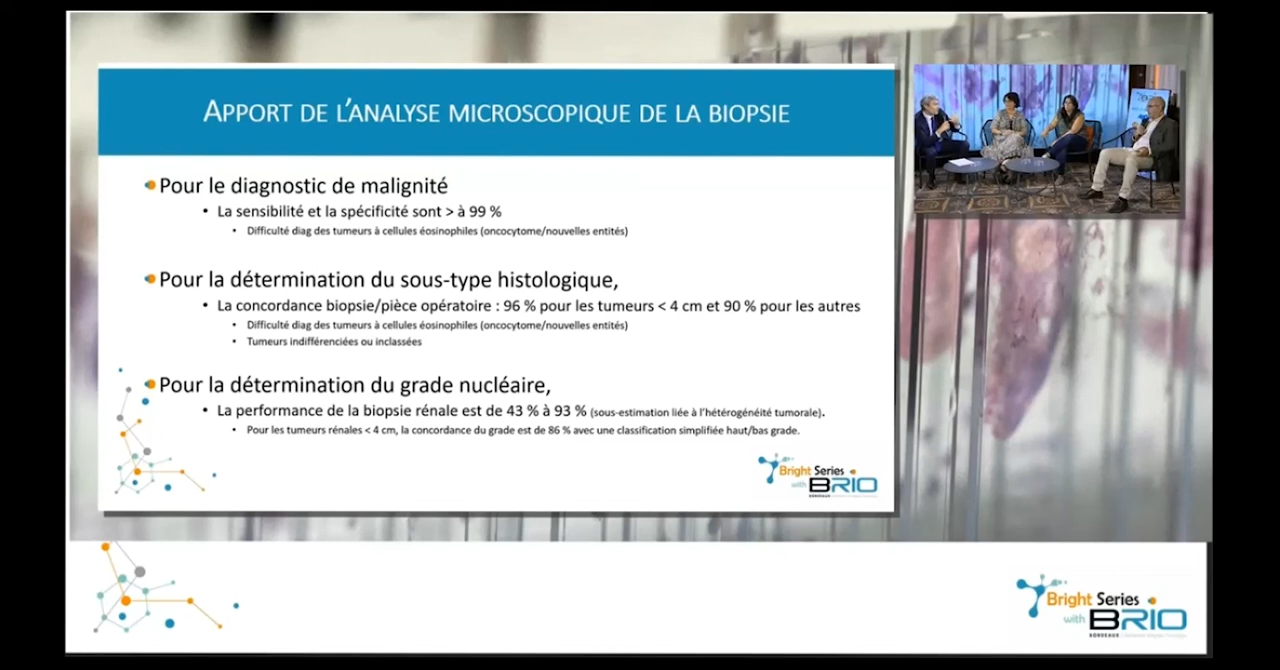 APPORT DE L'ANALYSE MICROSCOPIQUE DE LA BIOPSIE
Pour le diagnostic de malignité
• La sensibilité et la spécificité sont > à 99 %
• Difficulté diag des tumeurs à cellules éosinophiles (oncocytome/nouvelles entités)
Pour la détermination du sous-type histologique,
• La concordance biopsie/pièce opératoire : 96 % pour les tumeurs < 4 cm et 90 % pour les autres
• Difficulté diag des tumeurs à cellules éosinophiles (oncocytome/nouvelles entités)
• Tumeurs indifférenciées ou inclassées
Pour la détermination du grade nucléaire,
• La performance de la biopsie rénale est de 43 % à 93 % (sous-estimation liée à l'hétérogénéité tumorale).
• Pour les tumeurs rénales < 4 cm, la concordance du grade est de 86 % avec une classification simplifiée haut/bas grade.
Bright Series
with BRIO
BORDEAUX
Bright Series
with BRIO
BORDEAUX